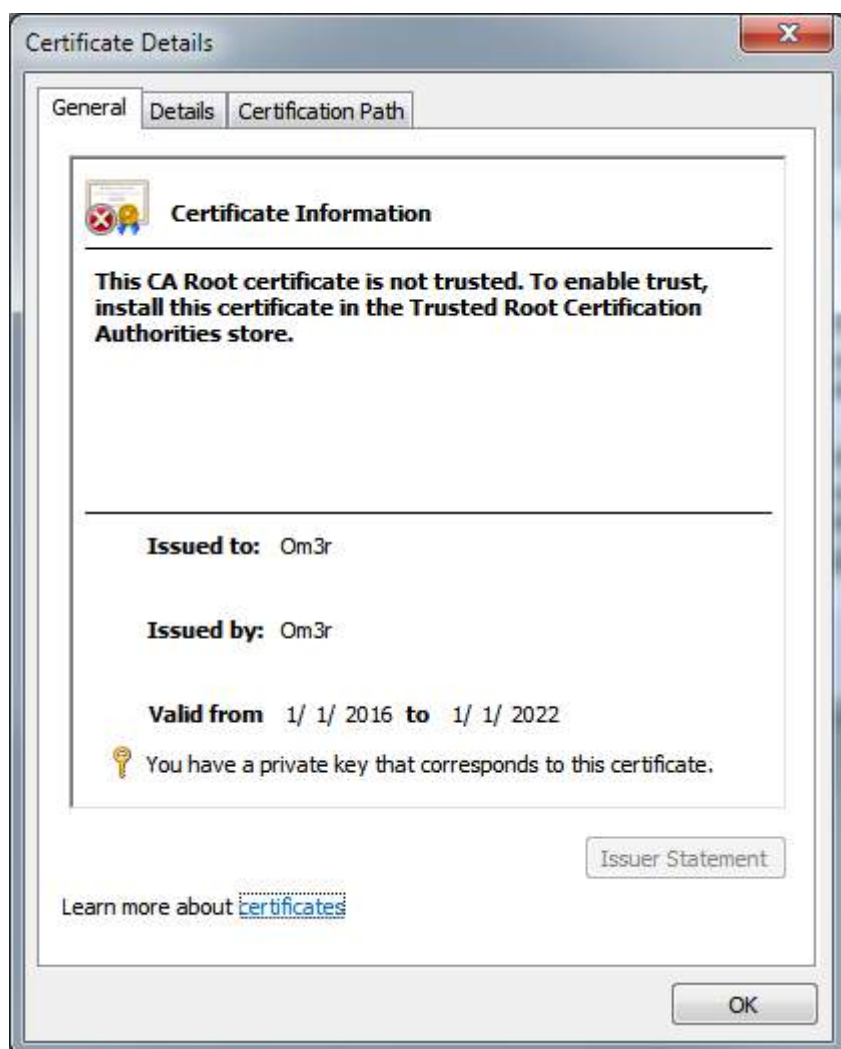 Certificate Details
General Details Certification Path
Certificate Information
This CA Root certificate is not trusted. To enable trust,
install this certificate in the Trusted Root Certification
Authorities store.
Issued to: Om3r
Issued by: Om3r
Valid from 1/ 1/ 2016 to 1/ 1/ 2022
You have a private key that corresponds to this certificate.
Issuer Statement
Learn more about certificates
OK